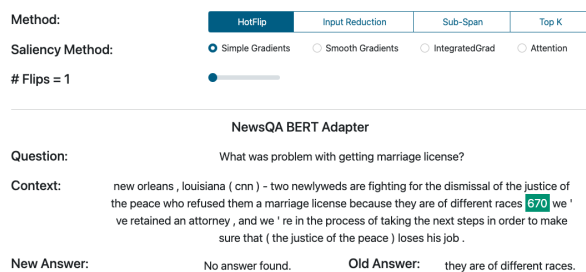 Method: HotFlip Input Reduction Sub-Span Top K
Saliency Method: Simple Gradients Smooth Gradients IntegratedGrad Attention
# Flips = 1
NewsQA BERT Adapter
Question: What was problem with getting marriage license?
Context: new orleans , louisiana ( cnn ) - two newlyweds are fighting for the dismissal of the justice of
the peace who refused them a marriage license because they are of different races 670 we '
ve retained an attorney , and we ' re in the process of taking the next steps in order to make
sure that ( the justice of the peace ) loses his job .
New Answer: No answer found. Old Answer: they are of different races.